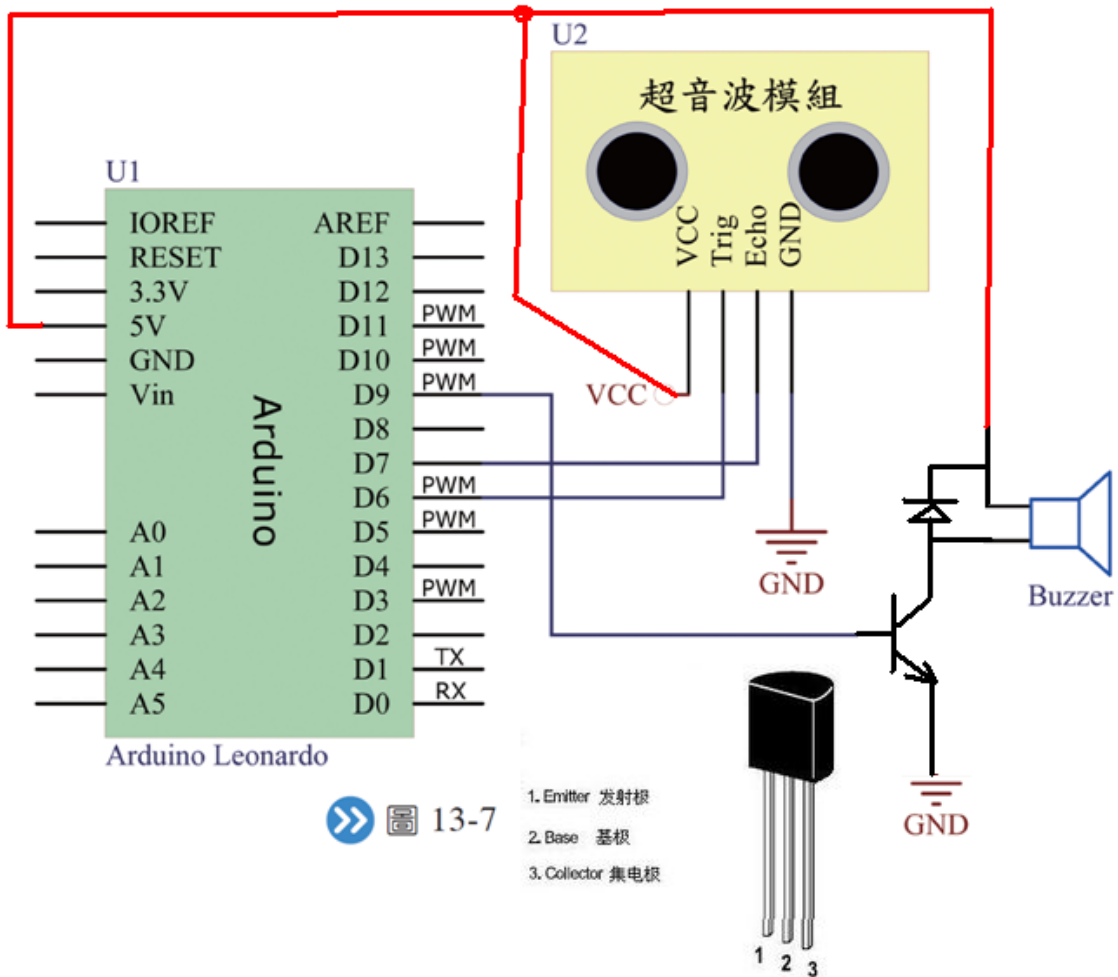 U2
超音波模組
VCC
Trig
Echo
GND
U1
IOREF AREF
RESET D13
3.3V D12
5V D11 PWM
GND D10 PWM
Vin D9 PWM
D8
D7
D6 PWM
A0 D5 PWM
A1 D4
A2 D3 PWM
A3 D2
A4 D1 TX
A5 D0 RX
Arduino
Arduino Leonardo
VCC
GND
Buzzer
GND
圖 13-7
1. Emitter 发射极
2. Base 基极
3. Collector 集电极
1 2 3